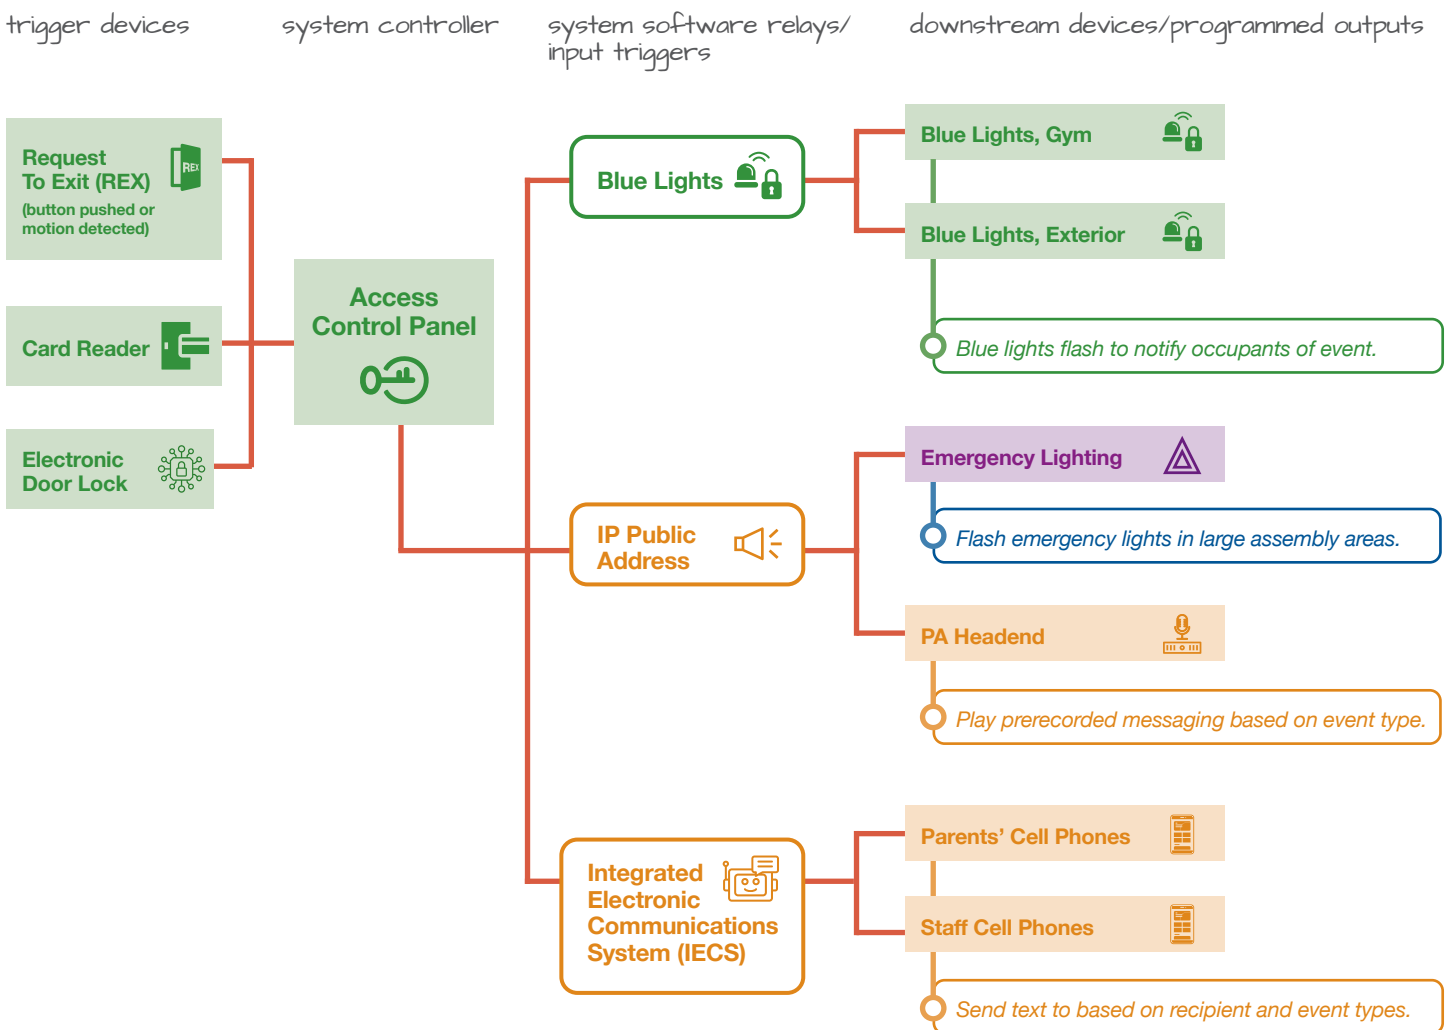 trigger devices
system controller
system software relays/
input triggers
downstream devices/programmed outputs
Request
To Exit (REX)
(button pushed or
motion detected)
REX
Card Reader
Electronic
Door Lock
Access
Control Panel
Blue Lights
Blue Lights, Gym
Blue Lights, Exterior
Blue lights flash to notify occupants of event.
IP Public
Address
Emergency Lighting
Flash emergency lights in large assembly areas.
PA Headend
Play prerecorded messaging based on event type.
Integrated
Electronic
Communications
System (IECS)
Parents’ Cell Phones
Staff Cell Phones
Send text to based on recipient and event types.